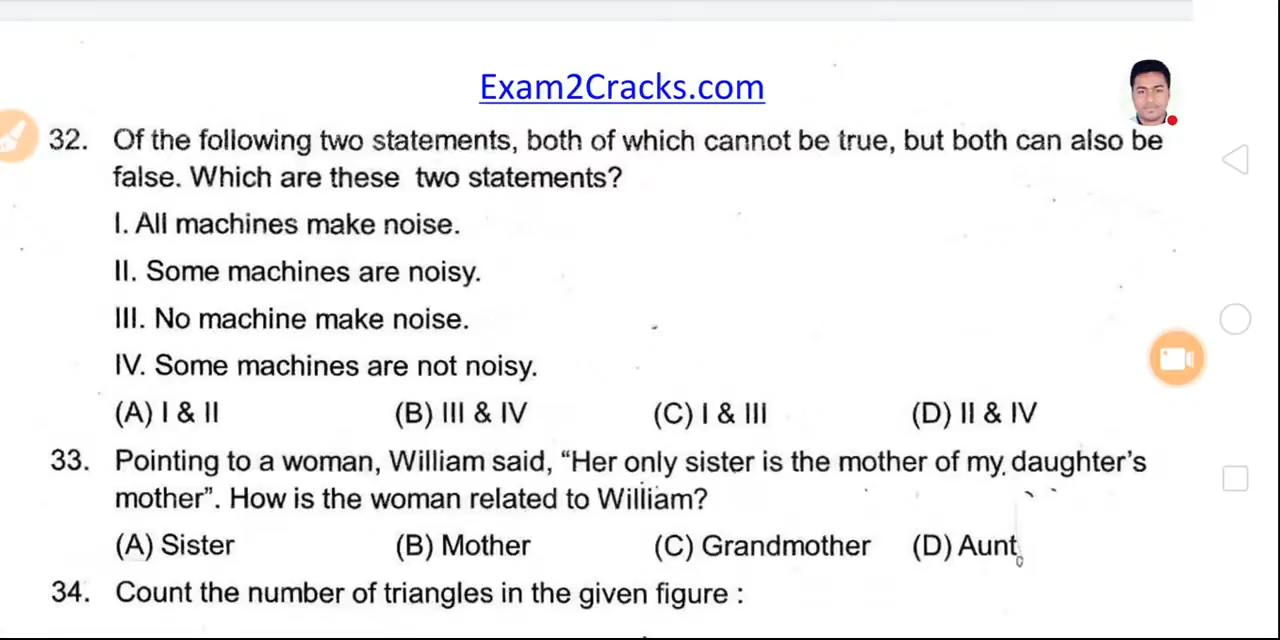 Exam2Cracks.com
32. Of the following two statements, both of which cannot be true, but both can also be
false. Which are these two statements?
I. All machines make noise.
II. Some machines are noisy.
III. No machine make noise.
IV. Some machines are not noisy.
(A) I & II (B) III & IV (C) I & III (D) II & IV
33. Pointing to a woman, William said, “Her only sister is the mother of my daughter’s
mother”. How is the woman related to William?
(A) Sister (B) Mother (C) Grandmother (D) Aunt
34. Count the number of triangles in the given figure :